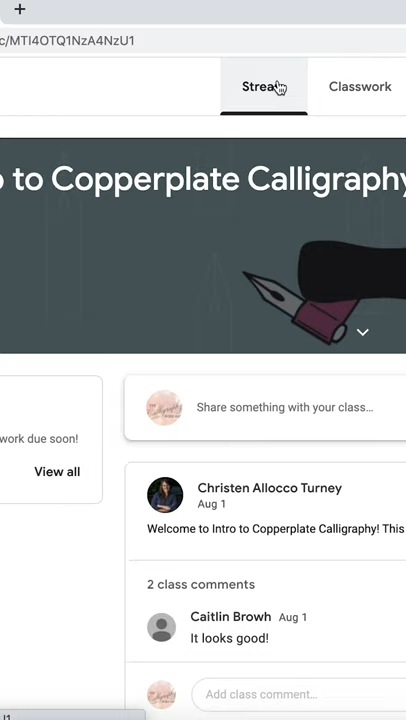 c/MTI4OTQ1NzA4NzU1
Stream
Classwork
o to Copperplate Calligraphy
Share something with your class...
work due soon!
View all
Christen Allocco Turney
Aug 1
Welcome to Intro to Copperplate Calligraphy! This
2 class comments
Caitlin Browh Aug 1
It looks good!
Add class comment...